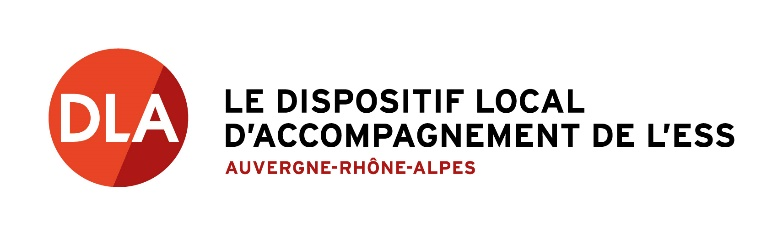 DLA
LE DISPOSITIF LOCAL
D'ACCOMPAGNEMENT DE L'ESS
AUVERGNE-RHÔNE-ALPES